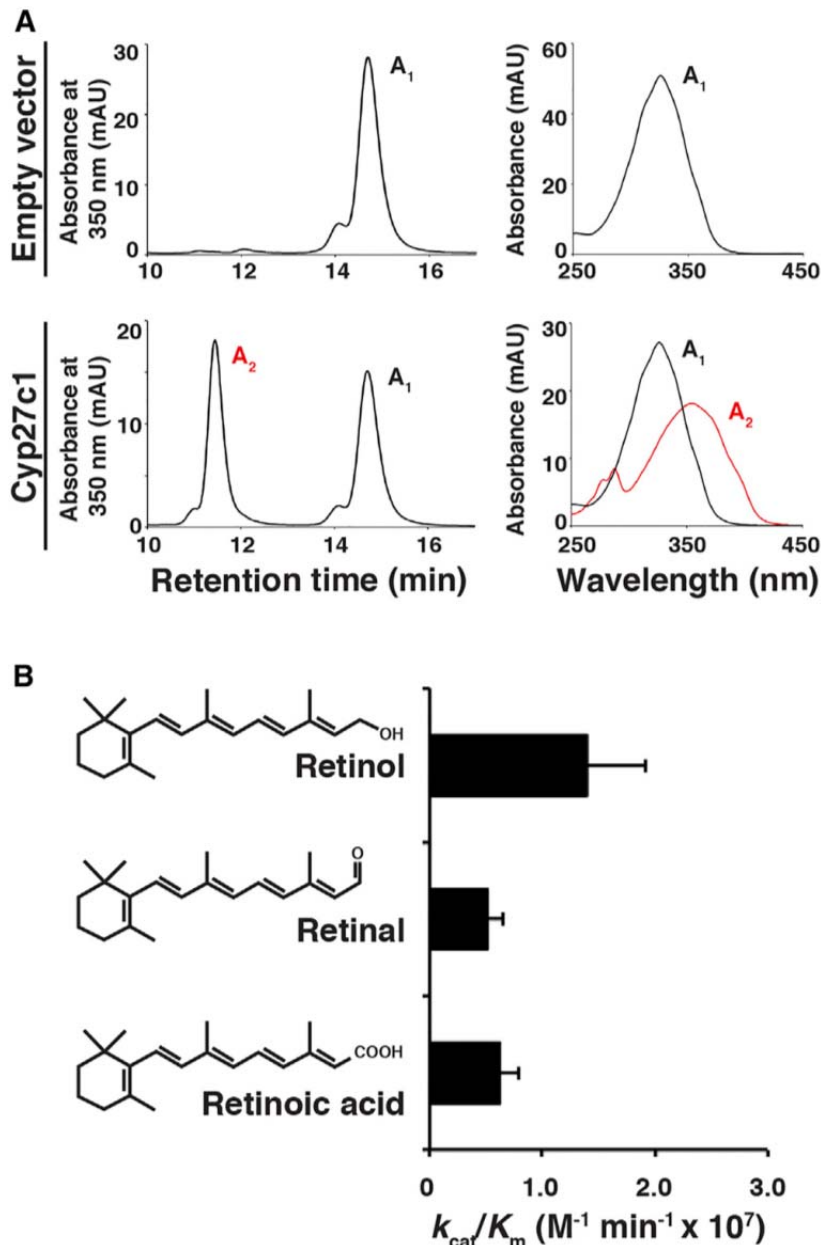 A
Empty vector
Absorbance at
350 nm (mAU)
30
20
10
0
10
12
14
16
A1
Absorbance (mAU)
60
40
20
0
250
350
450
A1
Cyp27c1
Absorbance at
350 nm (mAU)
20
10
0
10
12
14
16
A2
A1
Retention time (min)
Absorbance (mAU)
30
20
10
0
250
350
450
A1
A2
Wavelength (nm)
B
OH
Retinol
O
Retinal
COOH
Retinoic acid
0
1.0
2.0
3.0
kcat/Km (M-1 min-1 x 10^7)